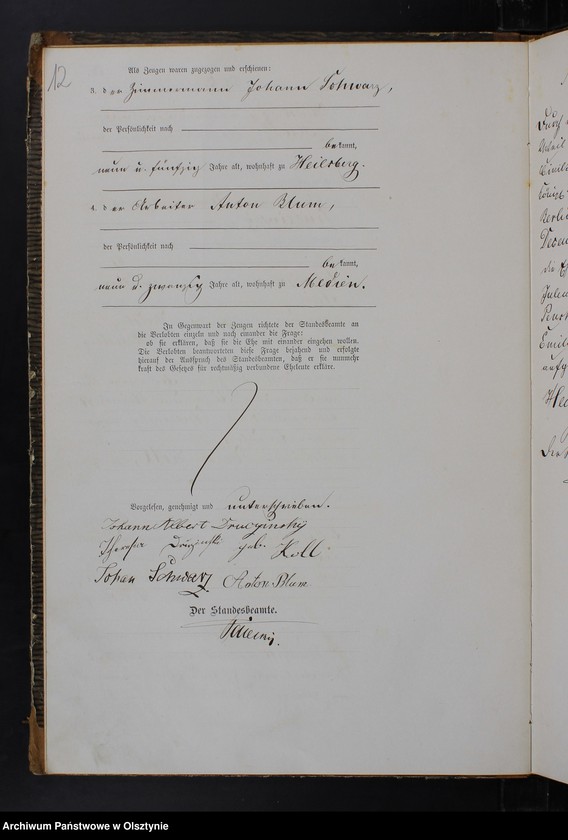 12
Als Zeugen waren zugezogen und erschienen:
3. der Zimmermann Johann Schwarz,
der Persönlichkeit nach
bekannt,
neun u. fünfzig Jahre alt, wohnhaft zu Heilsberg.
4. der Arbeiter Anton Blum,
der Persönlichkeit nach
bekannt,
neun u. zwanzig Jahre alt, wohnhaft zu Medien.
In Gegenwart der Zeugen richtete der Standesbeamte an
die Verlobten einzeln und nach einander die Frage:
ob sie erklären, daß sie die Ehe mit einander eingehen wollen.
Die Verlobten beantworteten diese Frage bejahend und erfolgte
hierauf der Ausspruch des Standesbeamten, daß er sie nunmehr
kraft des Gesetzes für rechtmäßig verbundene Eheleute erkläre.
Vorgelesen, genehmigt und unterschrieben.
Johann Albert
geb. Koll
Johan Schwarz Anton Blum
Der Standesbeamte.
Archiwum Państwowe w Olsztynie